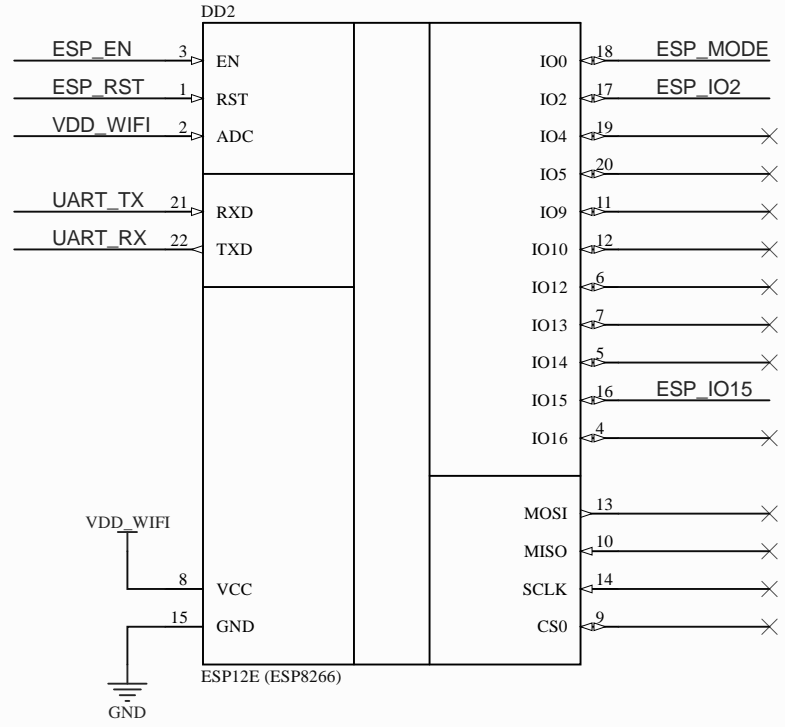 DD2
ESP_EN 3 EN IO0 18 ESP_MODE
ESP_RST 1 RST IO2 17 ESP_IO2
VDD_WIFI 2 ADC IO4 19
IO5 20
UART_TX 21 RXD IO9 11
UART_RX 22 TXD IO10 12
IO12 6
IO13 7
IO14 5
IO15 16 ESP_IO15
IO16 4
VDD_WIFI MOSI 13
MISO 10
8 VCC SCLK 14
15 GND CS0 9
ESP12E (ESP8266)
GND